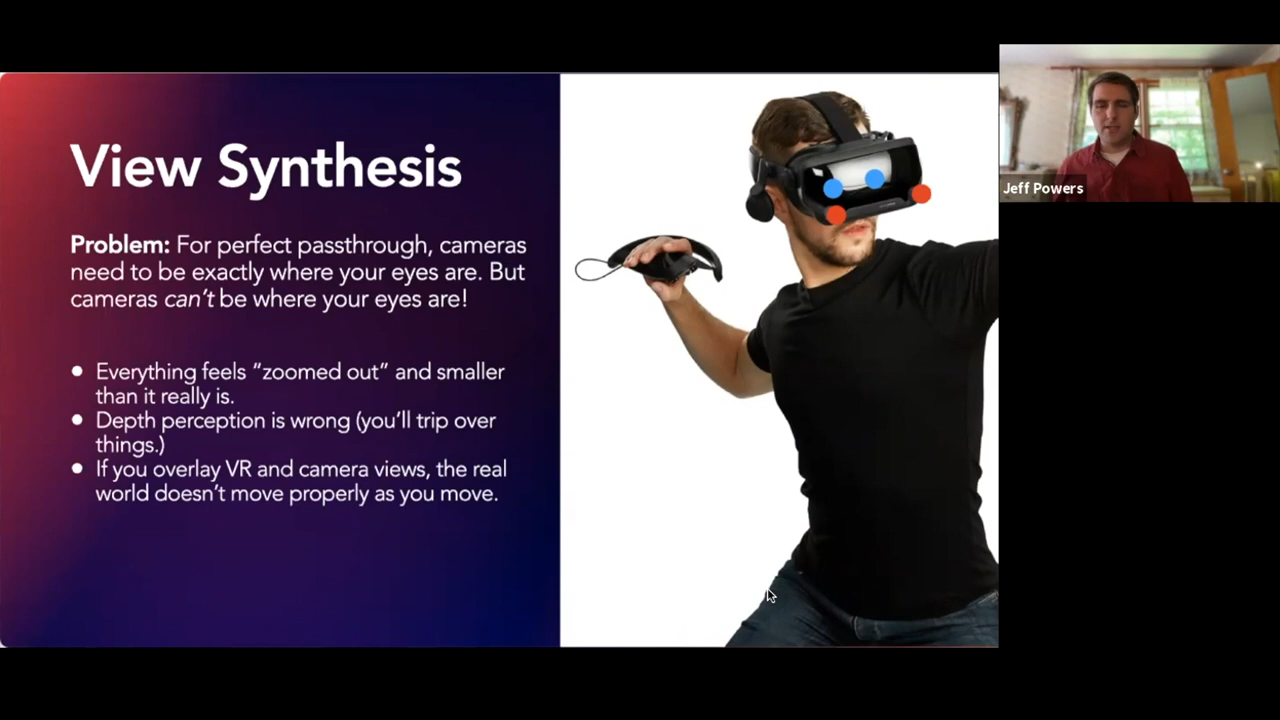 View Synthesis
Problem: For perfect passthrough, cameras
need to be exactly where your eyes are. But
cameras can't be where your eyes are!
● Everything feels “zoomed out” and smaller
than it really is.
● Depth perception is wrong (you'll trip over
things.)
● If you overlay VR and camera views, the real
world doesn't move properly as you move.
Jeff Powers